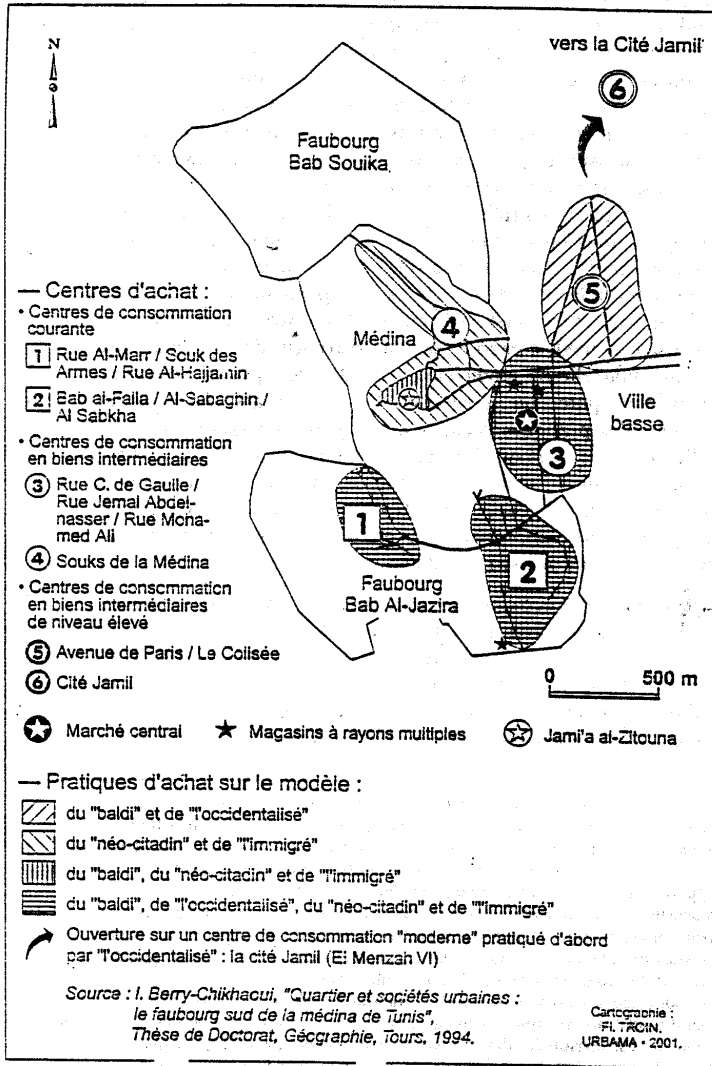 N
vers la Cité Jamil
6
Faubourg
Bab Souika
5
Médina
4
Ville
basse
3
1
2
Faubourg
Bab Al-Jazira
0 500 m
— Centres d'achat :
• Centres de consommation
courante
1 Rue Al-Marr / Souk des
Armes / Rue Al-Hajjamin
2 Bab al-Falla / Al-Sabaghin /
Al Sabkha
• Centres de consommation
en biens intermédiaires
3 Rue C. de Gaulle /
Rue Jemal Abdel-
nasser / Rue Moha-
med Ali
4 Souks de la Médina
• Centres de consommation
en biens intermédiaires
de niveau élevé
5 Avenue de Paris / Le Colisée
6 Cité Jamil
Marché central Magasins à rayons multiples Jami'a al-Zitouna
— Pratiques d'achat sur le modèle :
du "baldi" et de "l'occidentalisé"
du "néo-citadin" et de "l'immigré"
du "baldi", du "néo-citadin" et de "l'immigré"
du "baldi", de "l'occidentalisé", du "néo-citadin" et de "l'immigré"
Ouverture sur un centre de consommation "moderne" pratiqué d'abord
par "l'occidentalisé" : la cité Jamil (El Menzah VI)
Source : I. Berry-Chikhaoui, "Quartier et sociétés urbaines :
le faubourg sud de la médina de Tunis",
Thèse de Doctorat, Géographie, Tours, 1994.
Cartographie :
Fl. TROIN.
URBAMA • 2001.